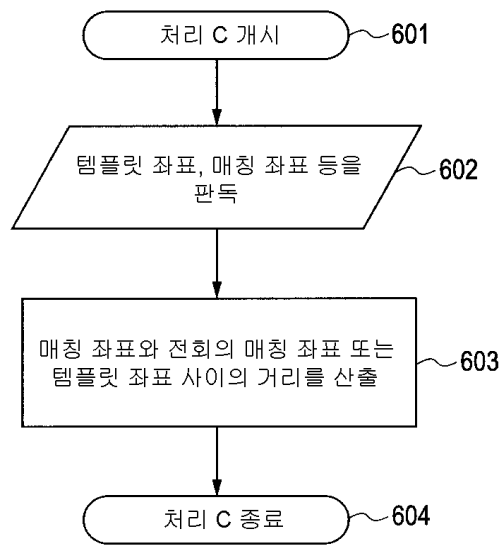 처리 C 개시
601
템플릿 좌표, 매칭 좌표 등을
판독
602
매칭 좌표와 전회의 매칭 좌표 또는
템플릿 좌표 사이의 거리를 산출
603
처리 C 종료
604